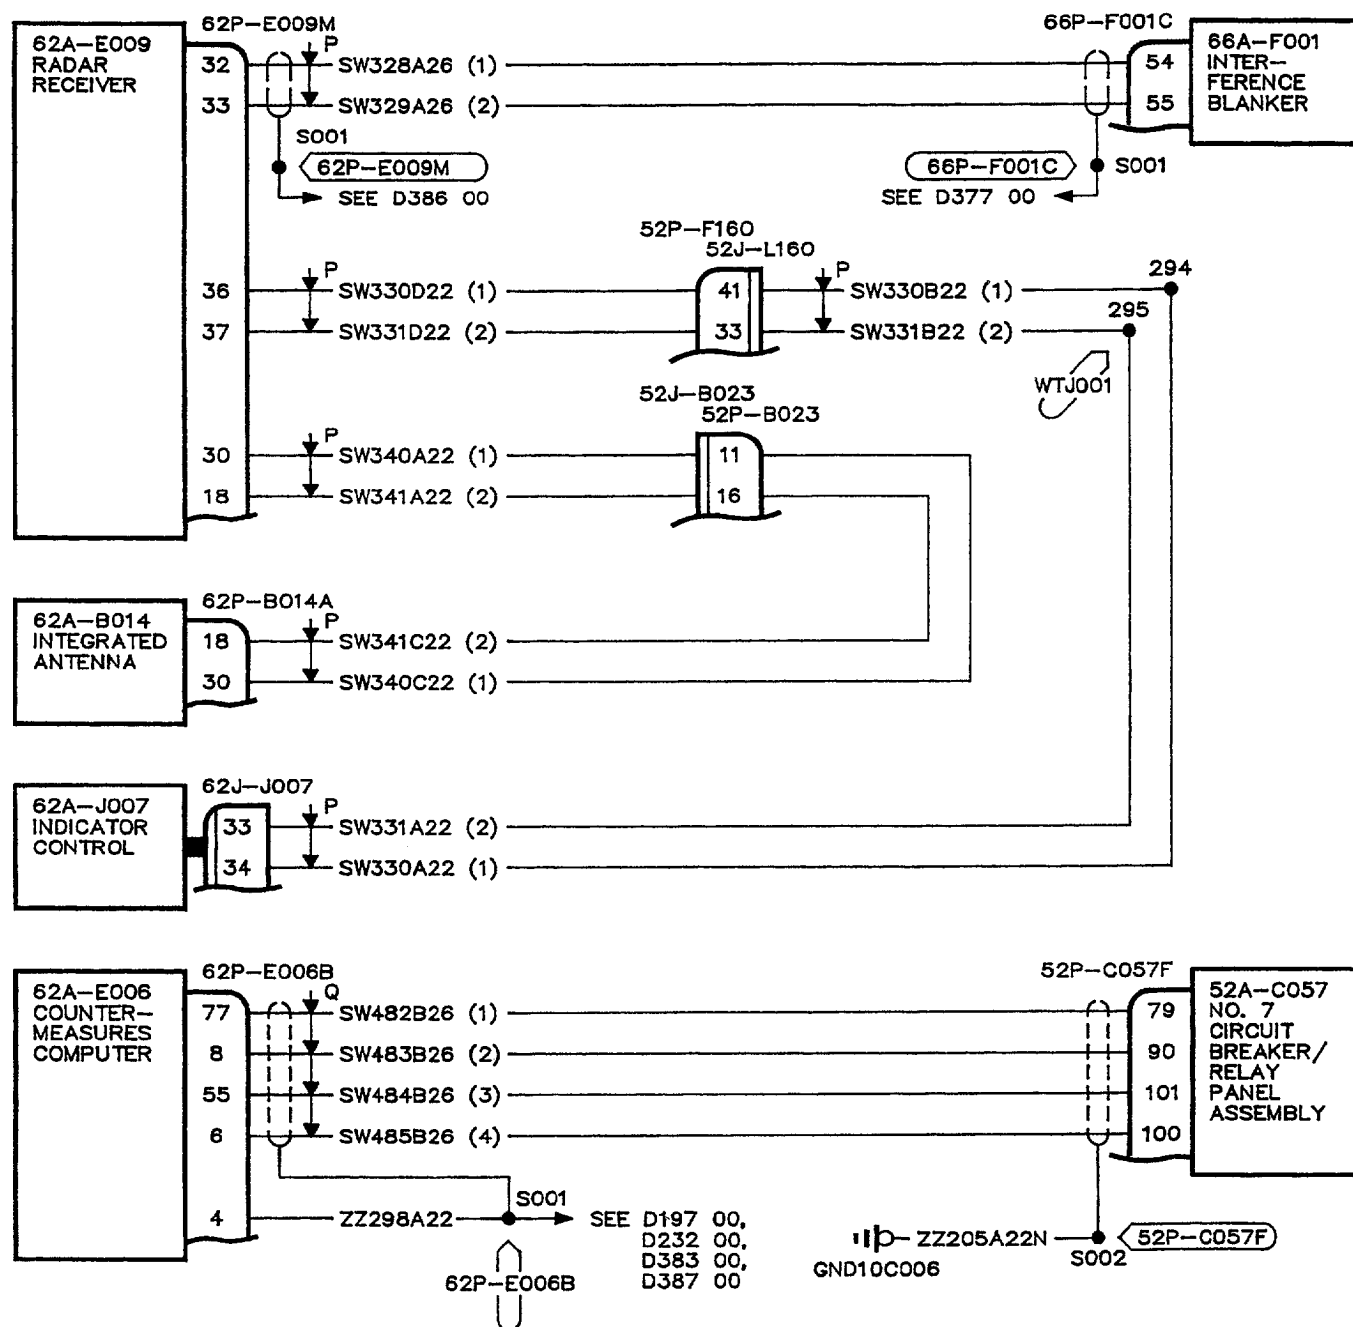 62P-E009M
66P-F001C
62A-E009
RADAR
RECEIVER
32
P
SW328A26 (1)
54
66A-F001
INTER-
FERENCE
BLANKER
33
SW329A26 (2)
55
S001
62P-E009M
SEE D386 00
66P-F001C
S001
SEE D377 00
52P-F160
52J-L160
36
P
SW330D22 (1)
41
P
SW330B22 (1)
294
37
SW331D22 (2)
33
SW331B22 (2)
295
WTJ001
52J-B023
52P-B023
30
P
SW340A22 (1)
11
18
SW341A22 (2)
16
62P-B014A
62A-B014
INTEGRATED
ANTENNA
18
P
SW341C22 (2)
30
SW340C22 (1)
62J-J007
62A-J007
INDICATOR
CONTROL
33
P
SW331A22 (2)
34
SW330A22 (1)
62P-E006B
52P-C057F
62A-E006
COUNTER-
MEASURES
COMPUTER
77
Q
SW482B26 (1)
79
52A-C057
NO. 7
CIRCUIT
BREAKER/
RELAY
PANEL
ASSEMBLY
8
SW483B26 (2)
90
55
SW484B26 (3)
101
6
SW485B26 (4)
100
4
ZZ298A22
S001
SEE D197 00,
D232 00,
D383 00,
D387 00
62P-E006B
GND10C006
ZZ205A22N
S002
52P-C057F